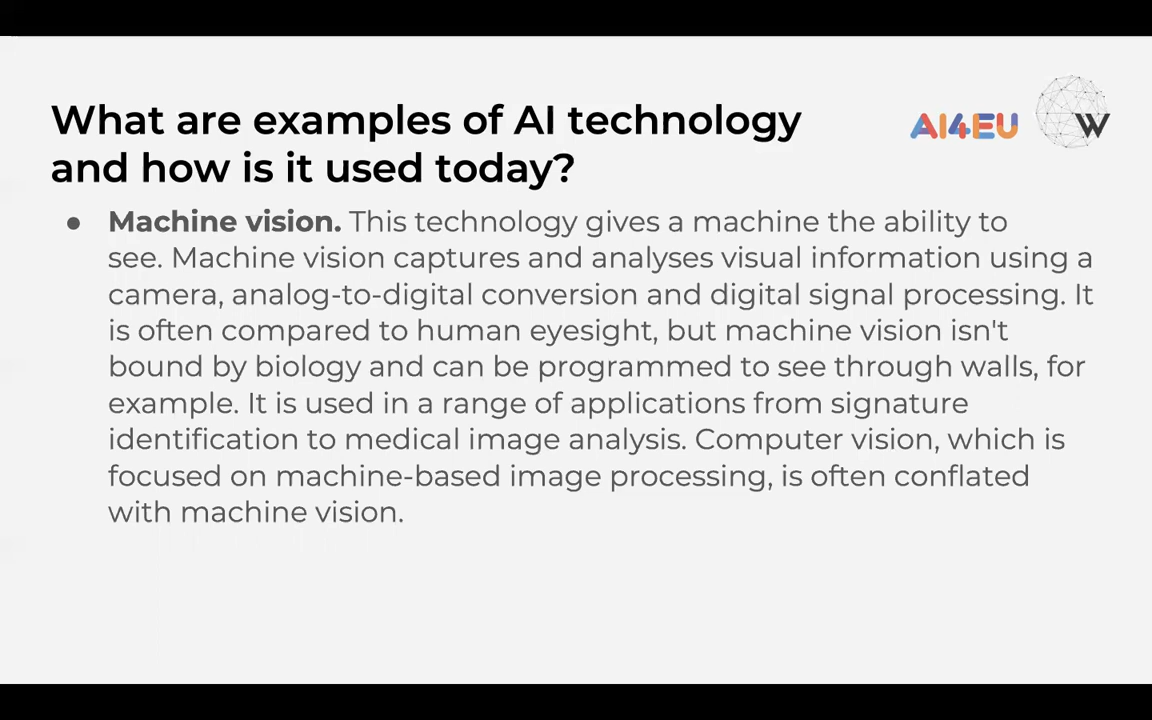 What are examples of AI technology
and how is it used today?
AI4EU
W
● Machine vision. This technology gives a machine the ability to
see. Machine vision captures and analyses visual information using a
camera, analog-to-digital conversion and digital signal processing. It
is often compared to human eyesight, but machine vision isn't
bound by biology and can be programmed to see through walls, for
example. It is used in a range of applications from signature
identification to medical image analysis. Computer vision, which is
focused on machine-based image processing, is often conflated
with machine vision.